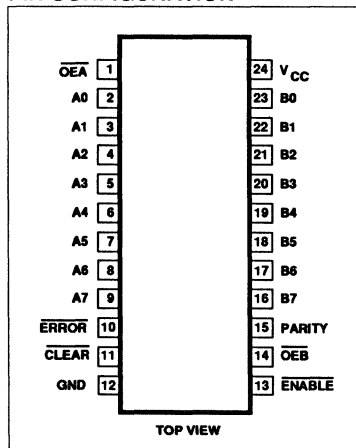 OEA 1 24 VCC
A0 2 23 B0
A1 3 22 B1
A2 4 21 B2
A3 5 20 B3
A4 6 19 B4
A5 7 18 B5
A6 8 17 B6
A7 9 16 B7
ERROR 10 15 PARITY
CLEAR 11 14 OEB
GND 12 13 ENABLE
TOP VIEW